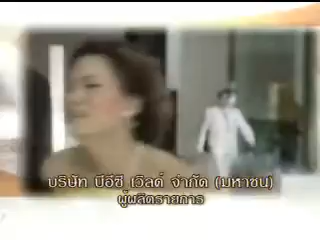 บริษัท บีอีซี เวิลด์ จำกัด (มหาชน)
ผู้ผลิตรายการ